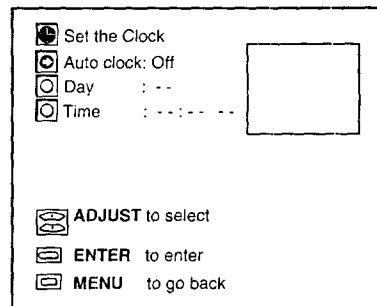 Set the Clock
Auto clock: Off
Day : - -
Time : - - : - - - -
ADJUST to select
ENTER to enter
MENU to go back